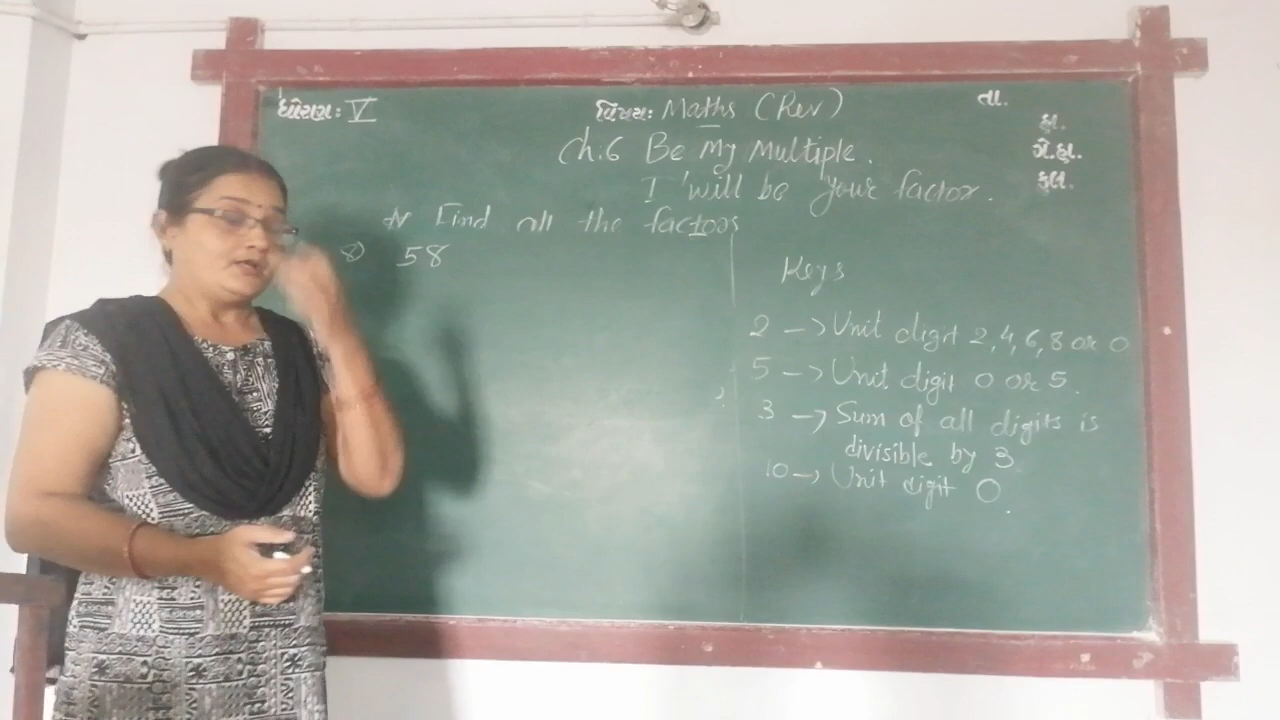 ધોરણ: V
વિષય: Maths (Rev)
તા.
હા.
ગે.હા.
કુલ.
Ch.6 Be My Multiple.
I 'will be your factor.
Find all the factors
8) 58
Keys
2 -> Unit digit 2,4,6,8 or 0
5 -> Unit digit 0 or 5.
3 -> Sum of all digits is
divisible by 3
10 -> Unit digit 0.